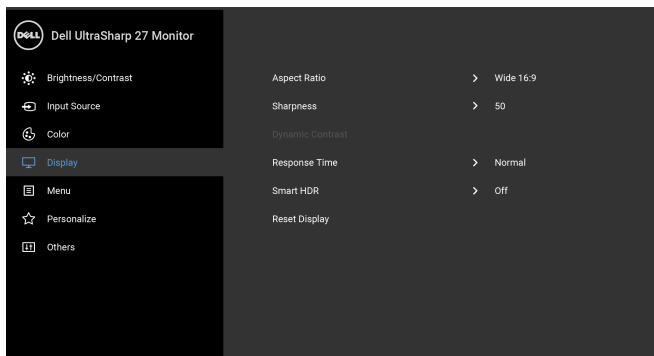 DELL Dell UltraSharp 27 Monitor
Brightness/Contrast
Aspect Ratio > Wide 16:9
Input Source
Sharpness > 50
Color
Dynamic Contrast
Display
Response Time > Normal
Menu
Smart HDR > Off
Personalize
Reset Display
Others